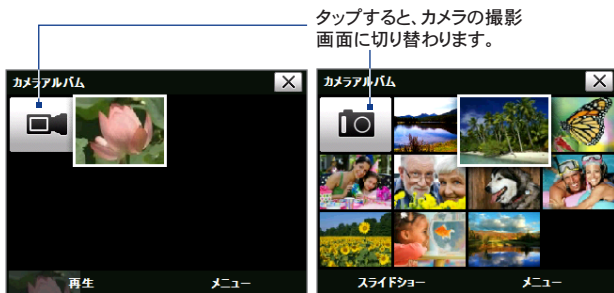 タップすると、カメラの撮影
画面に切り替わります。
カメラアルバム
再生 メニュー
カメラアルバム
スライドショー メニュー